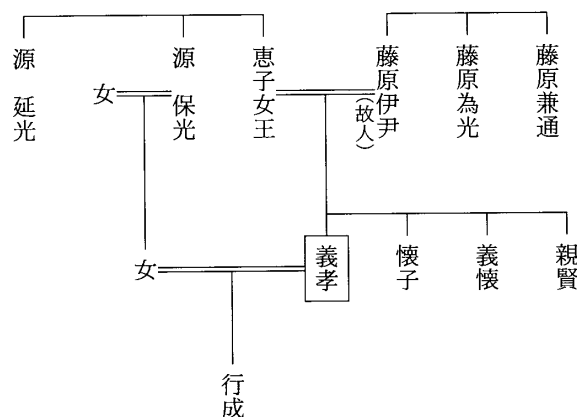 藤原兼通
藤原為光
藤原伊尹
(故人)
恵子女王
源 保光
女
源 延光
親賢
義懐
懐子
義孝
女
行成